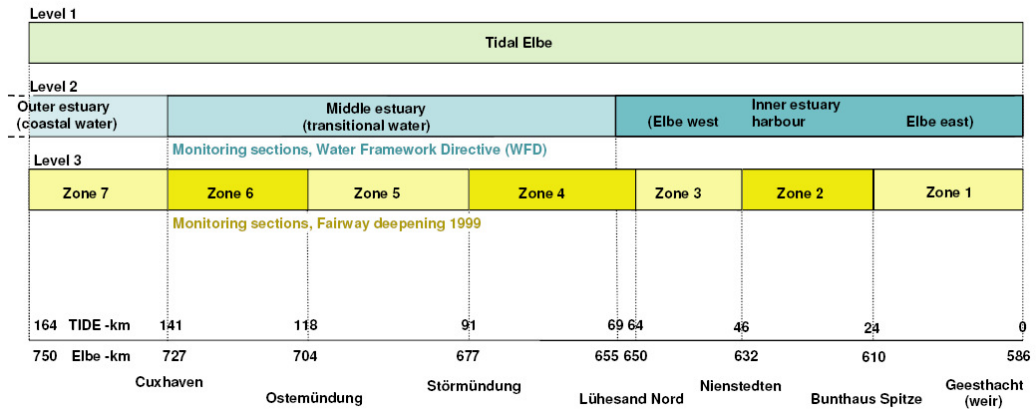 Level 1
Tidal Elbe
Level 2
Outer estuary
(coastal water)
Middle estuary
(transitional water)
Inner estuary
(Elbe west harbour Elbe east)
Monitoring sections, Water Framework Directive (WFD)
Level 3
Zone 7 Zone 6 Zone 5 Zone 4 Zone 3 Zone 2 Zone 1
Monitoring sections, Fairway deepening 1999
164 TIDE -km 141 118 91 69 64 46 24 0
750 Elbe -km 727 704 677 655 650 632 610 586
Cuxhaven Ostemündung Störmündung Lühesand Nord Nienstedten Bunthaus Spitze Geesthacht
(weir)